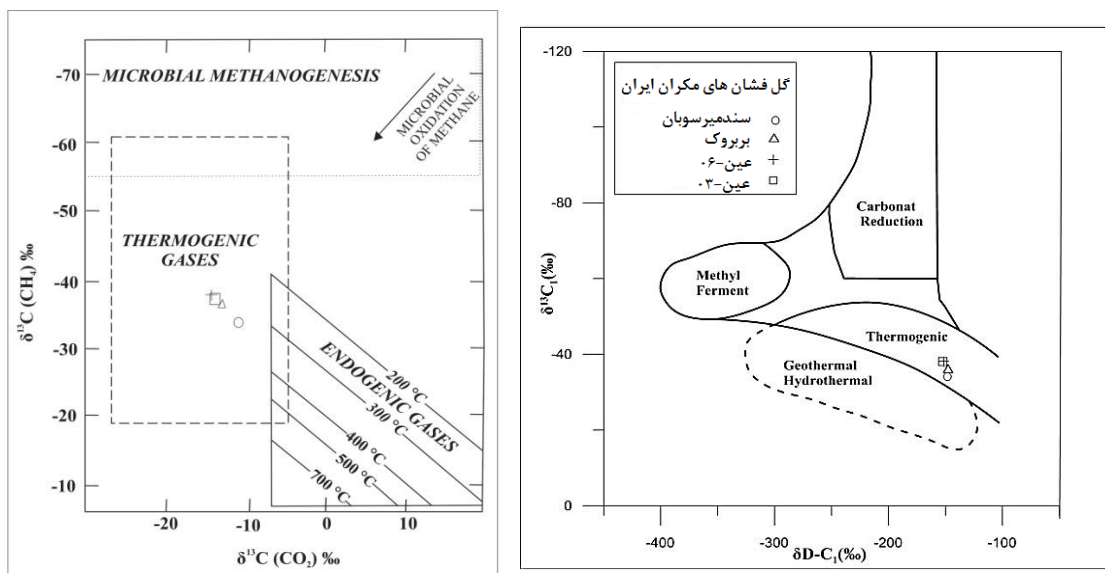 -70
-60
-50
-40
-30
-20
-10
δ¹³C (CH₄) ‰
MICROBIAL METHANOGENESIS
MICROBIAL
OXIDATION
OF METHANE
THERMOGENIC
GASES
ENDOGENIC GASES
200 °C
300 °C
400 °C
500 °C
700 °C
-20
-10
0
10
δ¹³C (CO₂) ‰
-120
-80
-40
0
δ¹³C₁(‰)
گل فشان های مکران ایران
سندمیرسوبان
بربروک
عین-۰۶
عین-۰۳
Carbonat
Reduction
Methyl
Ferment
Thermogenic
Geothermal
Hydrothermal
-400
-300
-200
-100
δD-C₁(‰)